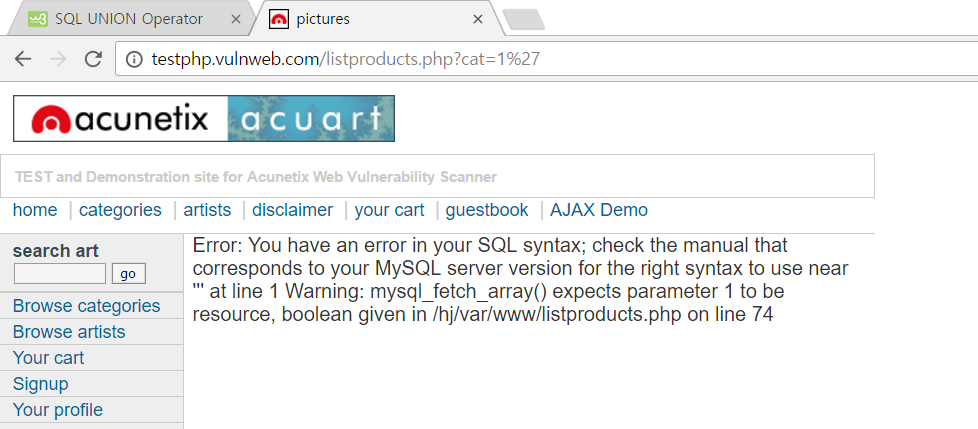 SQL UNION Operator
pictures
testphp.vulnweb.com/listproducts.php?cat=1%27
acunetix acuart
TEST and Demonstration site for Acunetix Web Vulnerability Scanner
home | categories | artists | disclaimer | your cart | guestbook | AJAX Demo
search art
go
Browse categories
Browse artists
Your cart
Signup
Your profile
Error: You have an error in your SQL syntax; check the manual that
corresponds to your MySQL server version for the right syntax to use near
''' at line 1 Warning: mysql_fetch_array() expects parameter 1 to be
resource, boolean given in /hj/var/www/listproducts.php on line 74